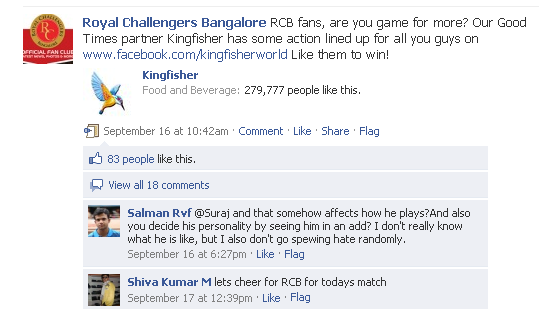 Royal Challengers Bangalore RCB fans, are you game for more? Our Good
Times partner Kingfisher has some action lined up for all you guys on
www.facebook.com/kingfisherworld Like them to win!
ROYAL CHALLENGERS
OFFICIAL FAN CLUB
LATEST NEWS, PHOTOS & MORE
Kingfisher
Food and Beverage: 279,777 people like this.
September 16 at 10:42am · Comment · Like · Share · Flag
83 people like this.
View all 18 comments
Salman Rvf @Suraj and that somehow affects how he plays?And also
you decide his personality by seeing him in an add? I don't really know
what he is like, but I also don't go spewing hate randomly.
September 16 at 6:27pm · Like · Flag
Shiva Kumar M lets cheer for RCB for todays match
September 17 at 12:39pm · Like · Flag